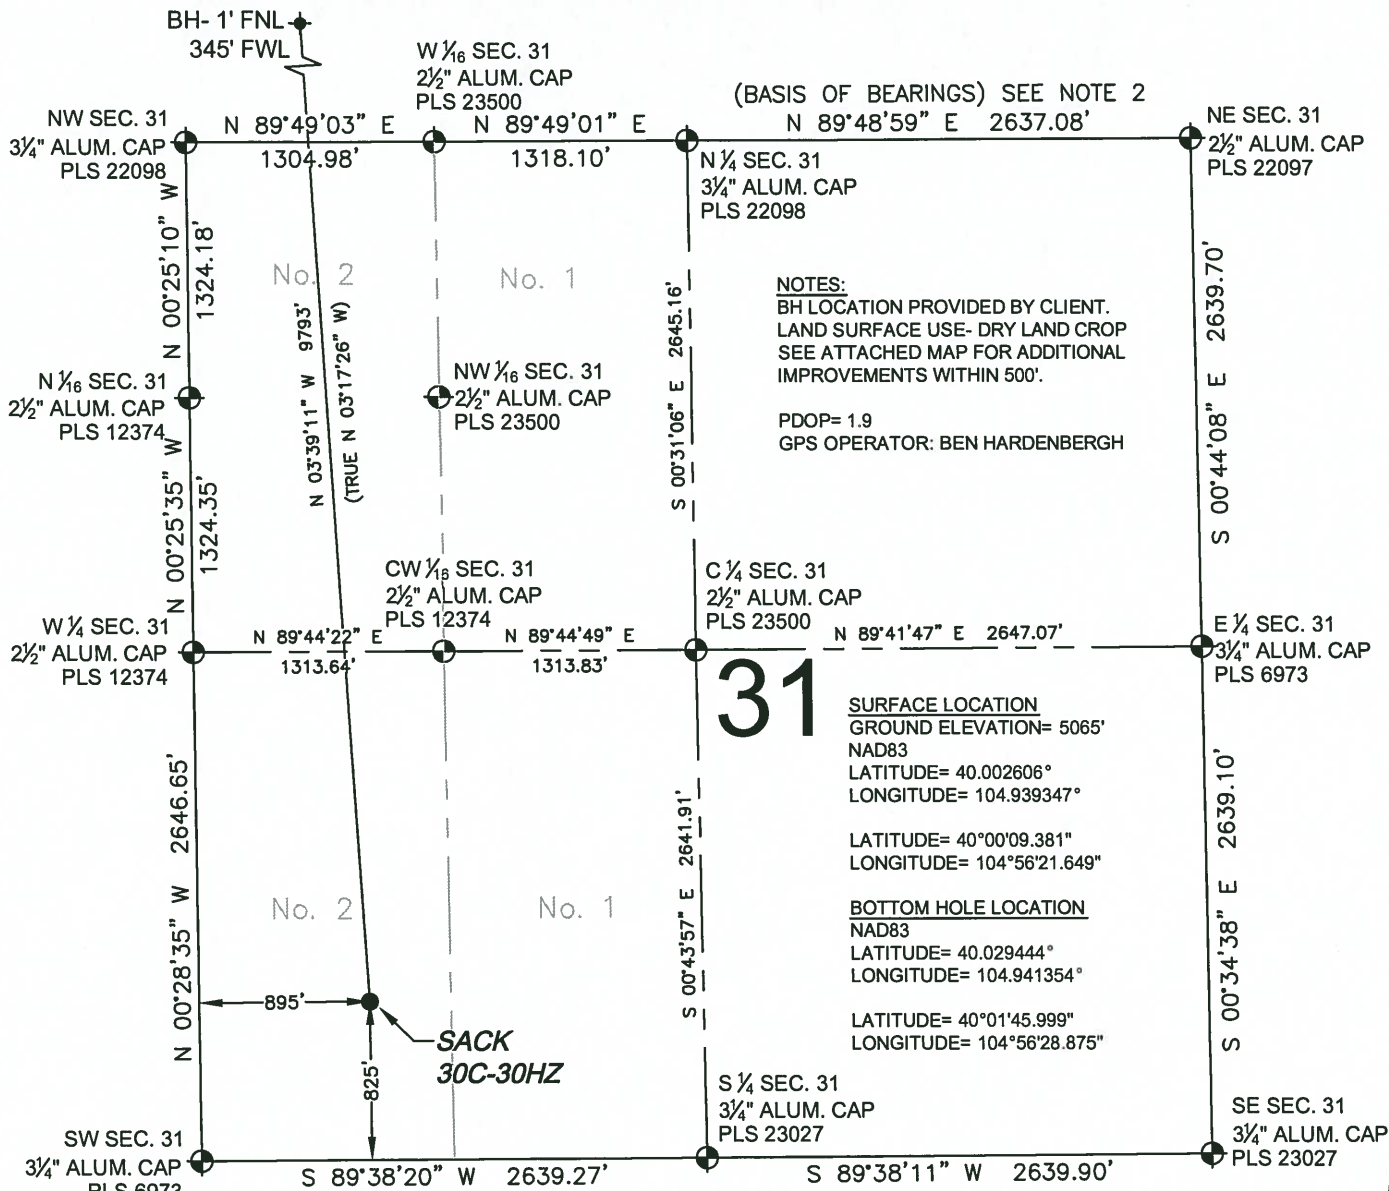 BH- 1' FNL
345' FWL
W 1/16 SEC. 31
2½" ALUM. CAP
PLS 23500
(BASIS OF BEARINGS) SEE NOTE 2
NW SEC. 31
3¼" ALUM. CAP
PLS 22098
N 89°49'03" E
1304.98'
N 89°49'01" E
1318.10'
N 89°48'59" E 2637.08'
NE SEC. 31
2½" ALUM. CAP
PLS 22097
N ¼ SEC. 31
3¼" ALUM. CAP
PLS 22098
N 00°25'10" W
1324.18'
No. 2
No. 1
N 03°39'11" W 9793'
(TRUE N 03°17'26" W)
S 00°31'06" E 2645.16'
NOTES:
BH LOCATION PROVIDED BY CLIENT.
LAND SURFACE USE- DRY LAND CROP
SEE ATTACHED MAP FOR ADDITIONAL
IMPROVEMENTS WITHIN 500'.
PDOP= 1.9
GPS OPERATOR: BEN HARDENBERGH
S 00°44'08" E 2639.70'
N 1/16 SEC. 31
2½" ALUM. CAP
PLS 12374
NW 1/16 SEC. 31
2½" ALUM. CAP
PLS 23500
N 00°25'35" W
1324.35'
CW 1/16 SEC. 31
2½" ALUM. CAP
PLS 12374
C ¼ SEC. 31
2½" ALUM. CAP
PLS 23500
W ¼ SEC. 31
2½" ALUM. CAP
PLS 12374
N 89°44'22" E
1313.64'
N 89°44'49" E
1313.83'
N 89°41'47" E 2647.07'
E ¼ SEC. 31
3¼" ALUM. CAP
PLS 6973
31
SURFACE LOCATION
GROUND ELEVATION= 5065'
NAD83
LATITUDE= 40.002606°
LONGITUDE= 104.939347°
LATITUDE= 40°00'09.381"
LONGITUDE= 104°56'21.649"
BOTTOM HOLE LOCATION
NAD83
LATITUDE= 40.029444°
LONGITUDE= 104.941354°
LATITUDE= 40°01'45.999"
LONGITUDE= 104°56'28.875"
N 00°28'35" W 2646.65'
No. 2
No. 1
S 00°43'57" E 2641.91'
S 00°34'38" E 2639.10'
895'
825'
SACK
30C-30HZ
S ¼ SEC. 31
3¼" ALUM. CAP
PLS 23027
SE SEC. 31
3¼" ALUM. CAP
PLS 23027
SW SEC. 31
3¼" ALUM. CAP
PLS 6973
S 89°38'20" W 2639.27'
S 89°38'11" W 2639.90'